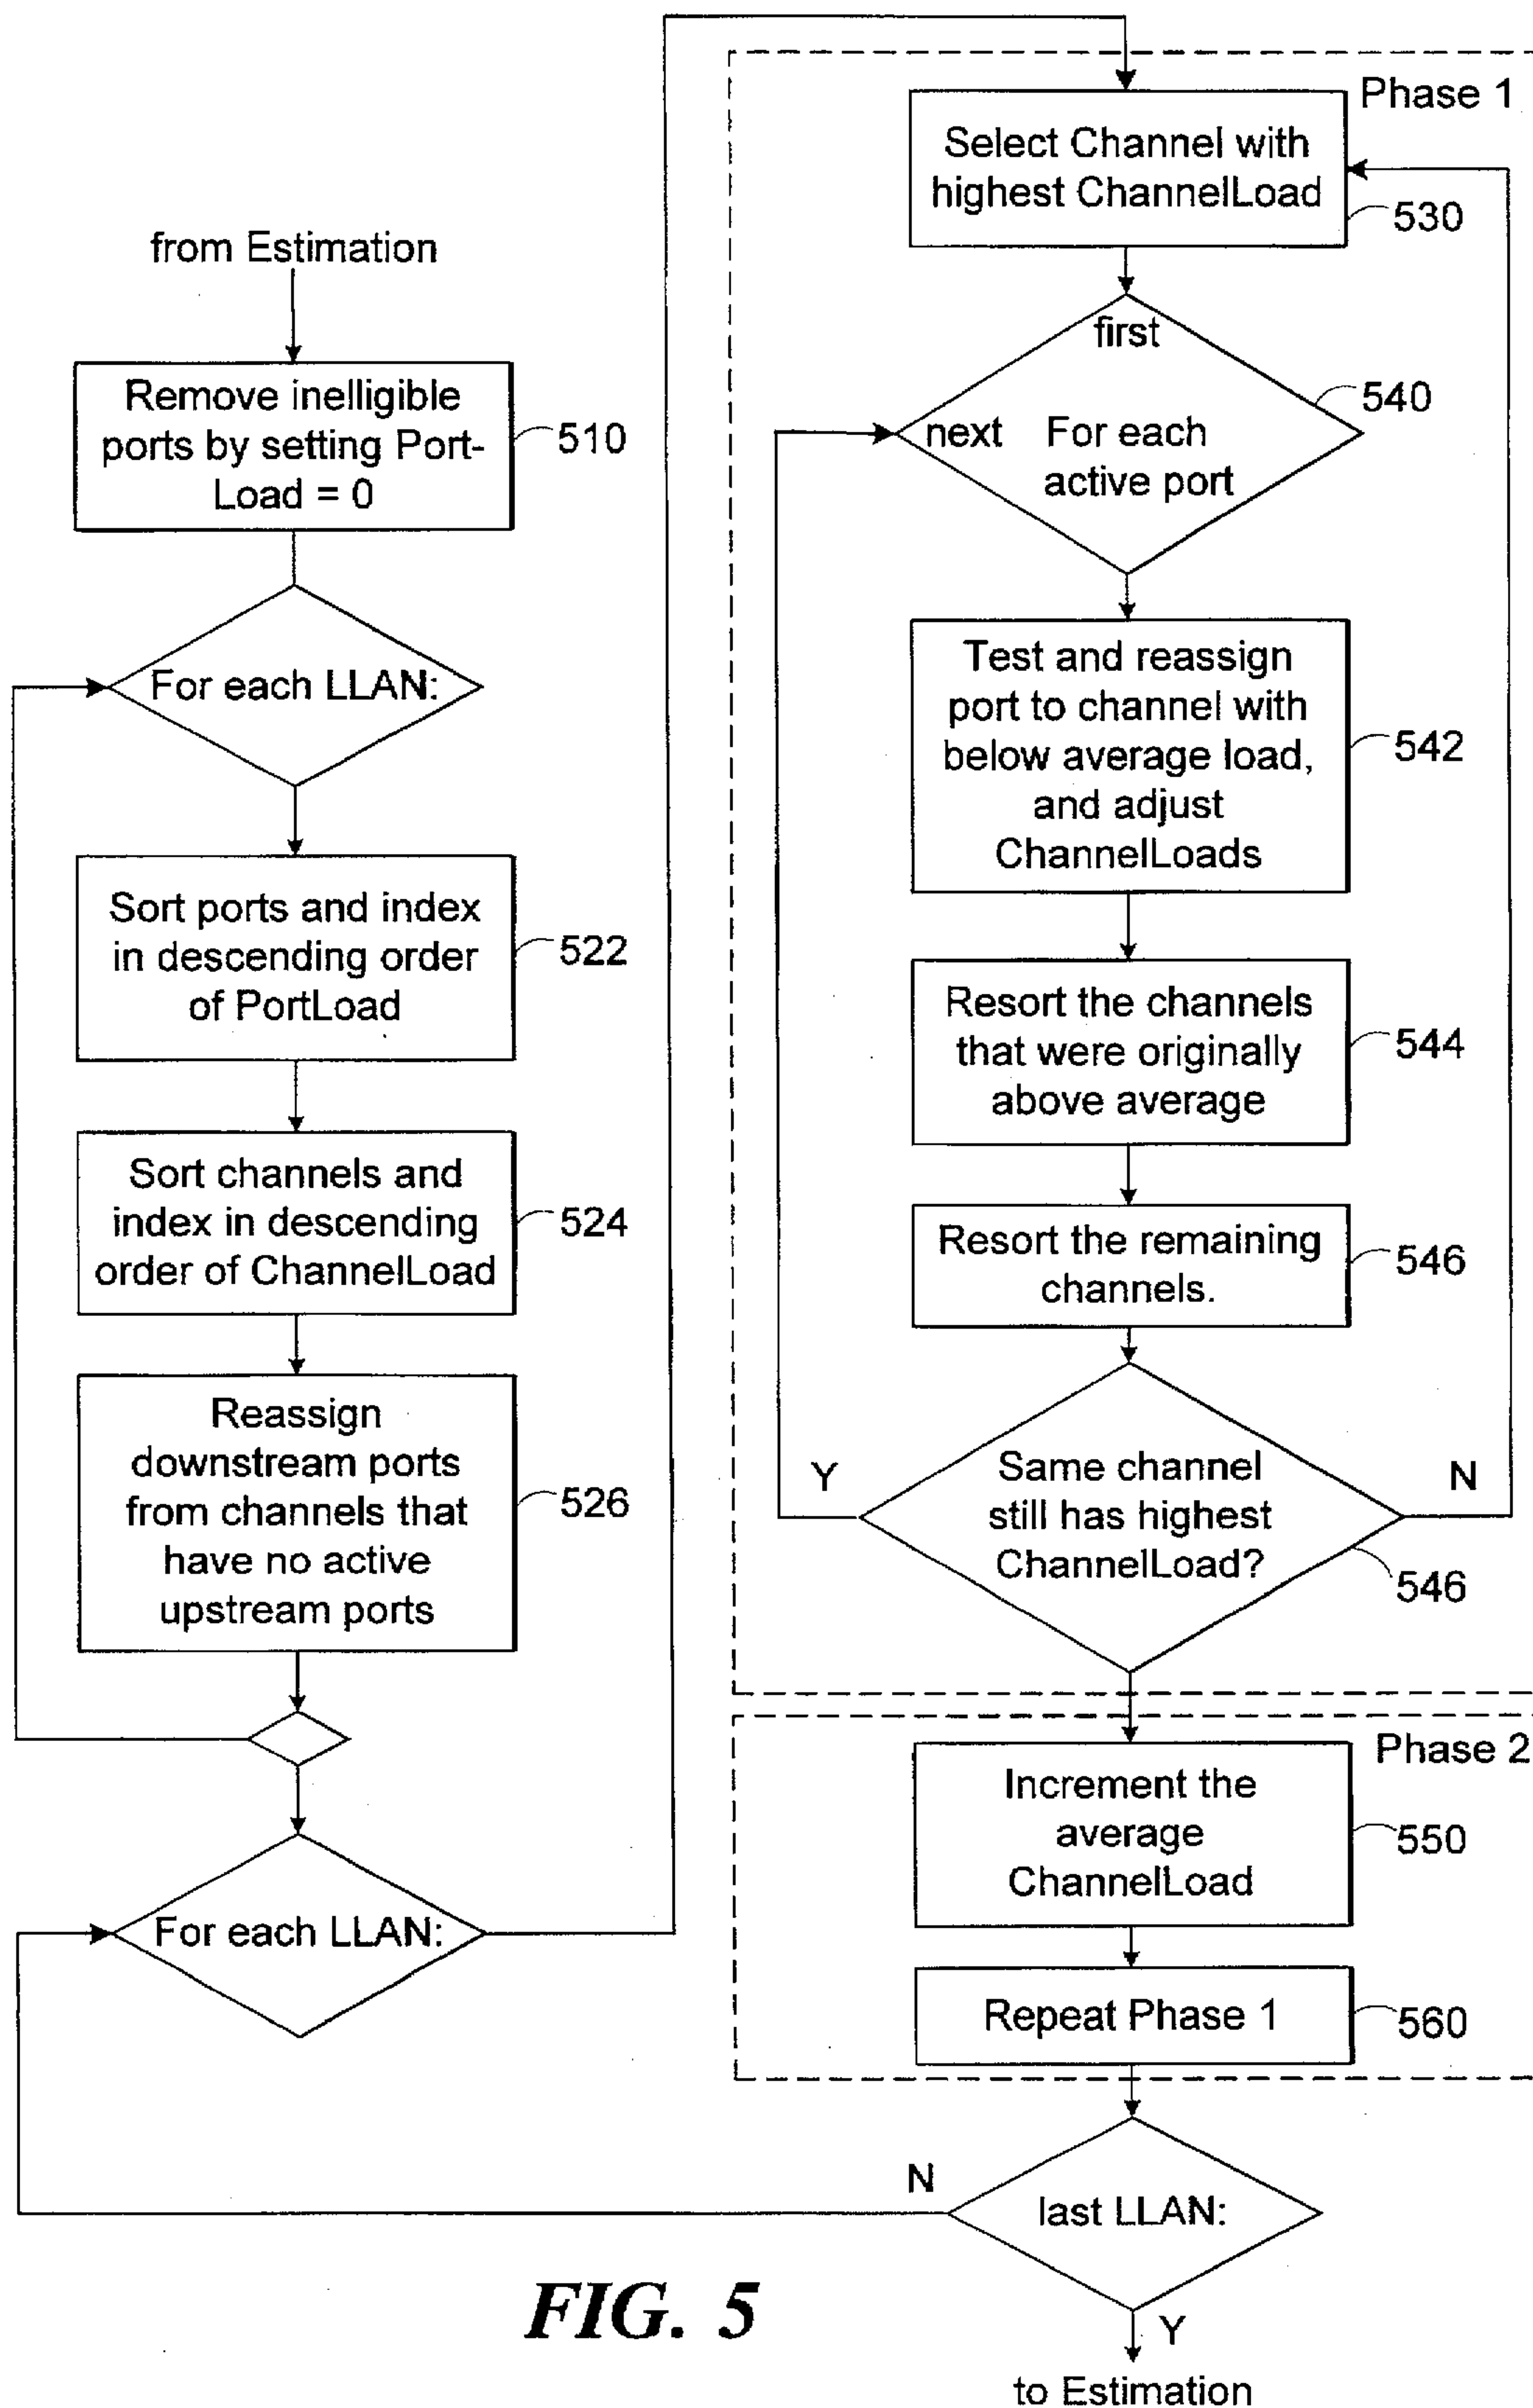 from Estimation
Remove inelligible
ports by setting Port-
Load = 0
510
For each LLAN:
Sort ports and index
in descending order
of PortLoad
522
Sort channels and
index in descending
order of ChannelLoad
524
Reassign
downstream ports
from channels that
have no active
upstream ports
526
For each LLAN:
Phase 1
Select Channel with
highest ChannelLoad
530
first
next For each
active port
540
Test and reassign
port to channel with
below average load,
and adjust
ChannelLoads
542
Resort the channels
that were originally
above average
544
Resort the remaining
channels.
546
Y
Same channel
still has highest
ChannelLoad?
N
546
Phase 2
Increment the
average
ChannelLoad
550
Repeat Phase 1
560
N
last LLAN:
Y
to Estimation
FIG. 5